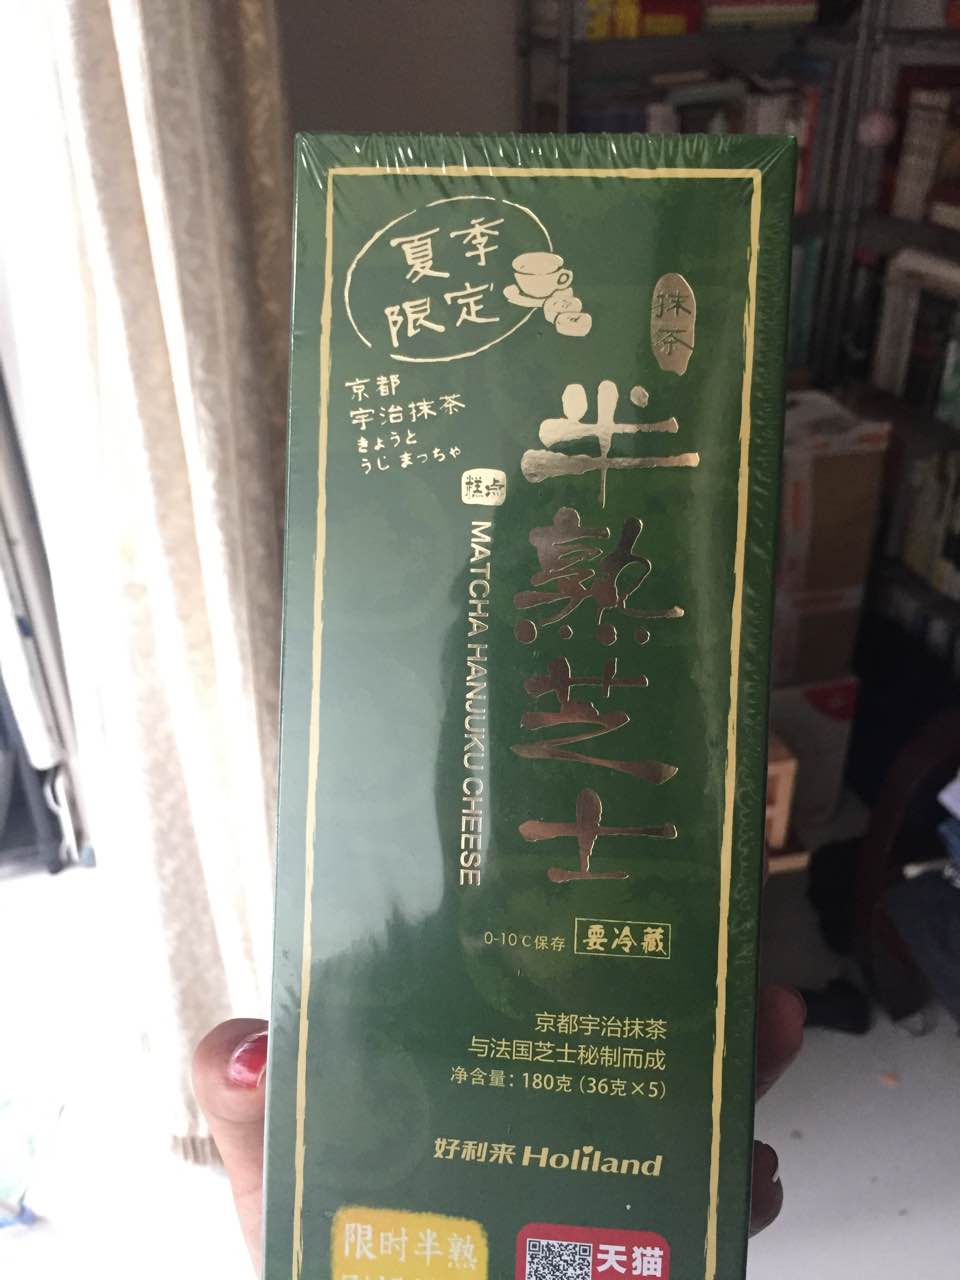 夏季
限定
京都
宇治抹茶
きょうと
うじまっちゃ
抹茶
半熟芝士
糕点
MATCHA HANJUKU CHEESE
0-10℃保存
要冷藏
京都宇治抹茶
与法国芝士秘制而成
净含量：180克（36克×5）
好利来 Holiland
限时半熟
天猫